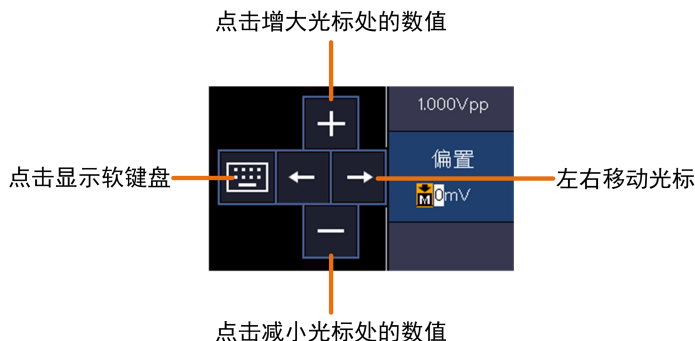 点击增大光标处的数值
1.000Vpp
偏置
点击显示软键盘
左右移动光标
M
0mV
点击减小光标处的数值